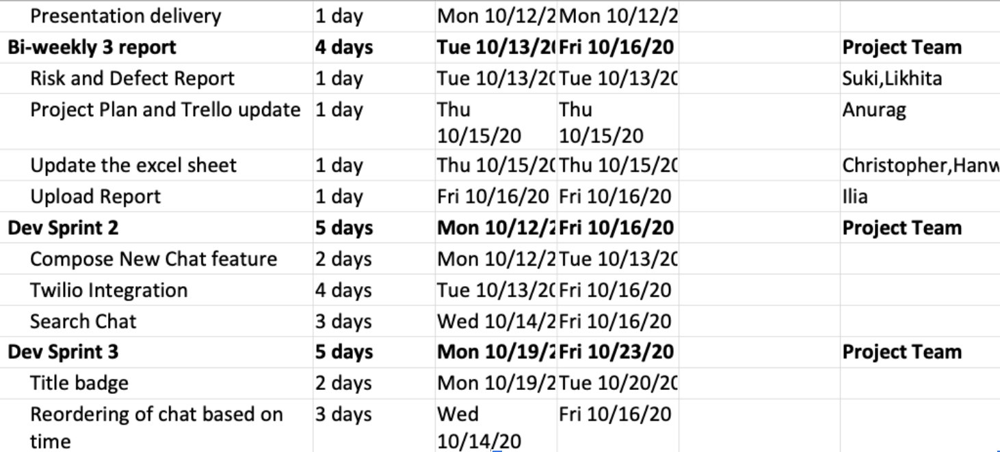 Presentation delivery 1 day Mon 10/12/2 Mon 10/12/2
Bi-weekly 3 report 4 days Tue 10/13/20 Fri 10/16/20 Project Team
Risk and Defect Report 1 day Tue 10/13/20 Tue 10/13/20 Suki,Likhita
Project Plan and Trello update 1 day Thu Thu Anurag
10/15/20 10/15/20
Update the excel sheet 1 day Thu 10/15/20 Thu 10/15/20 Christopher,Hanw
Upload Report 1 day Fri 10/16/20 Fri 10/16/20 Ilia
Dev Sprint 2 5 days Mon 10/12/2 Fri 10/16/20 Project Team
Compose New Chat feature 2 days Mon 10/12/2 Tue 10/13/20
Twilio Integration 4 days Tue 10/13/20 Fri 10/16/20
Search Chat 3 days Wed 10/14/2 Fri 10/16/20
Dev Sprint 3 5 days Mon 10/19/2 Fri 10/23/20 Project Team
Title badge 2 days Mon 10/19/2 Tue 10/20/20
Reordering of chat based on 3 days Wed Fri 10/16/20
time 10/14/20